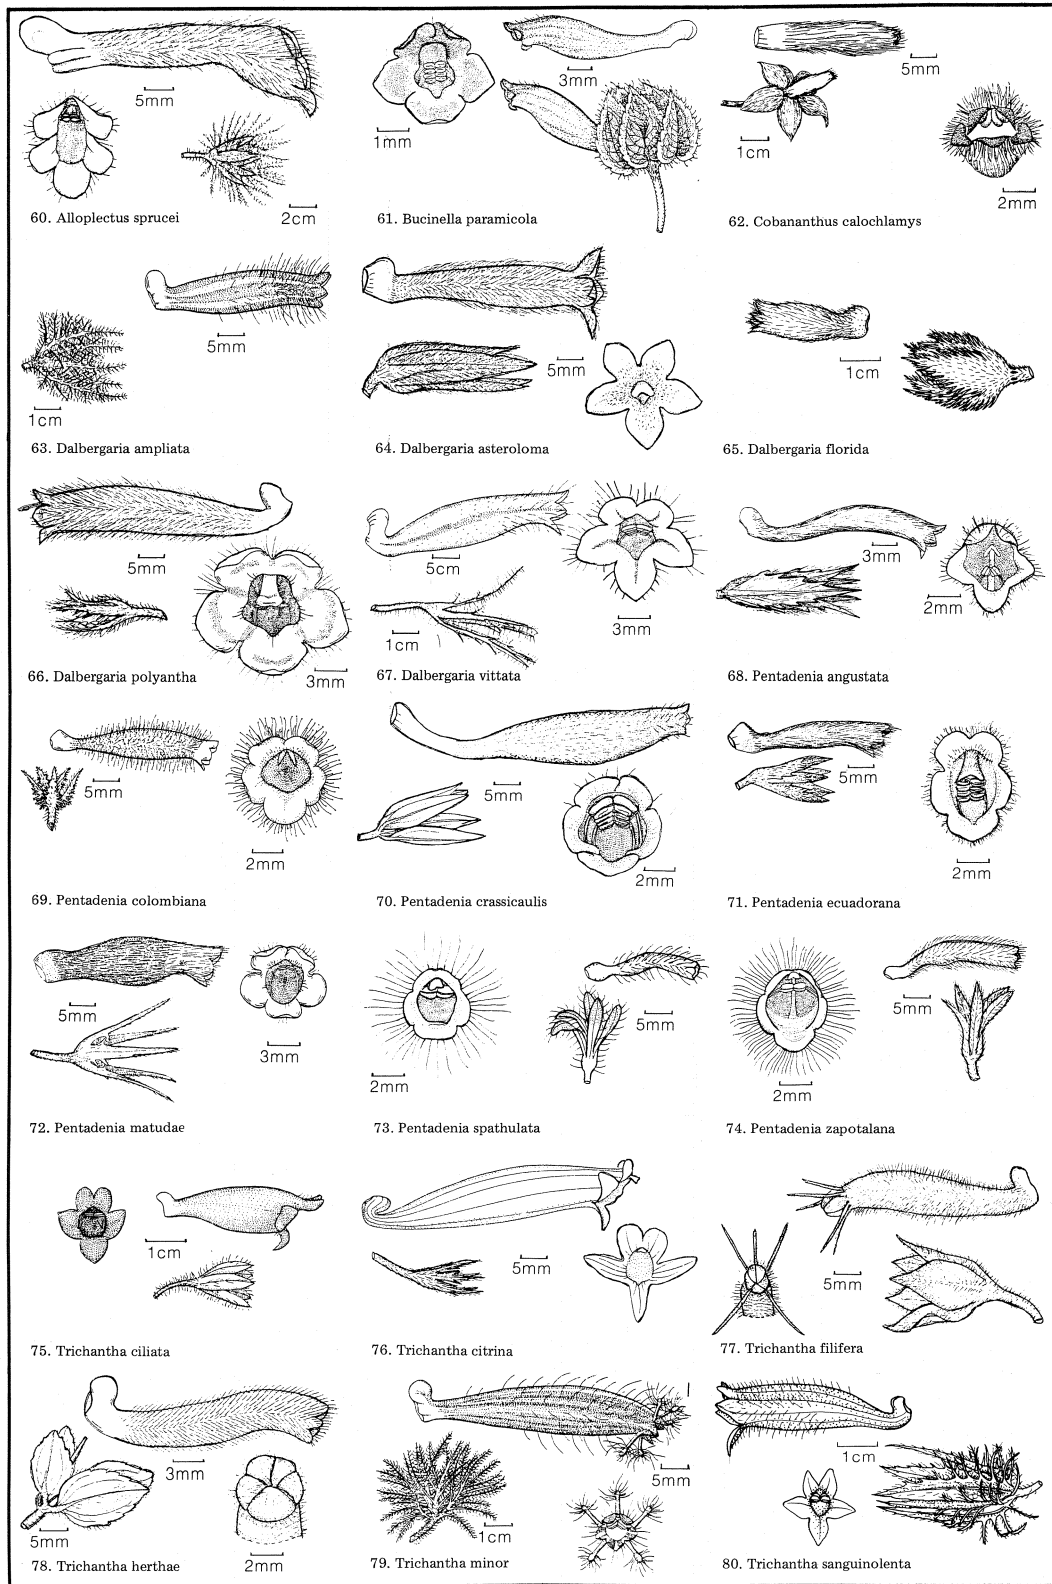 5mm
2cm
60. Alloplectus sprucei
3mm
1mm
61. Bucinella paramicola
5mm
1cm
2mm
62. Cobananthus calochlamys
5mm
1cm
63. Dalbergaria ampliata
5mm
64. Dalbergaria asteroloma
1cm
65. Dalbergaria florida
5mm
3mm
66. Dalbergaria polyantha
5cm
1cm
3mm
67. Dalbergaria vittata
3mm
2mm
68. Pentadenia angustata
5mm
2mm
69. Pentadenia colombiana
5mm
2mm
70. Pentadenia crassicaulis
5mm
2mm
71. Pentadenia ecuadorana
5mm
3mm
72. Pentadenia matudae
5mm
2mm
73. Pentadenia spathulata
5mm
2mm
74. Pentadenia zapotalana
1cm
75. Trichantha ciliata
5mm
76. Trichantha citrina
5mm
77. Trichantha filifera
3mm
5mm
2mm
78. Trichantha herthae
5mm
1cm
79. Trichantha minor
1cm
80. Trichantha sanguinolenta